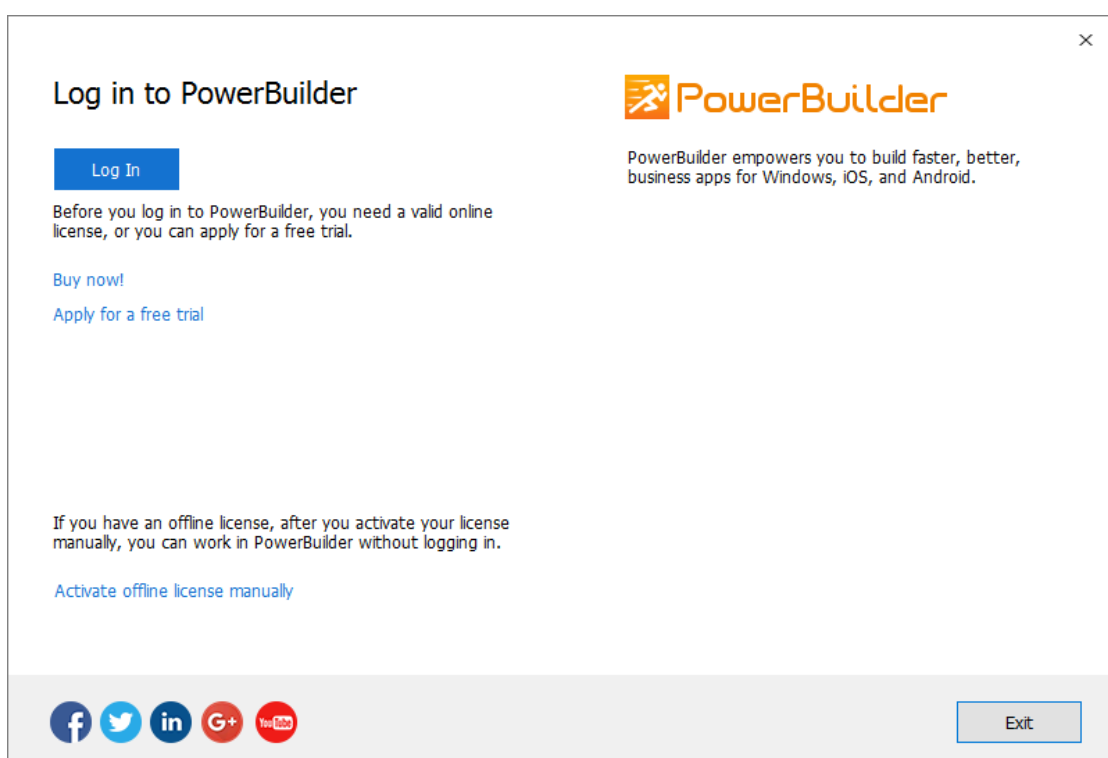 Log in to PowerBuilder
Log In
Before you log in to PowerBuilder, you need a valid online
license, or you can apply for a free trial.
Buy now!
Apply for a free trial
If you have an offline license, after you activate your license
manually, you can work in PowerBuilder without logging in.
Activate offline license manually
PowerBuilder
PowerBuilder empowers you to build faster, better,
business apps for Windows, iOS, and Android.
f
in
G+
You Tube
Exit